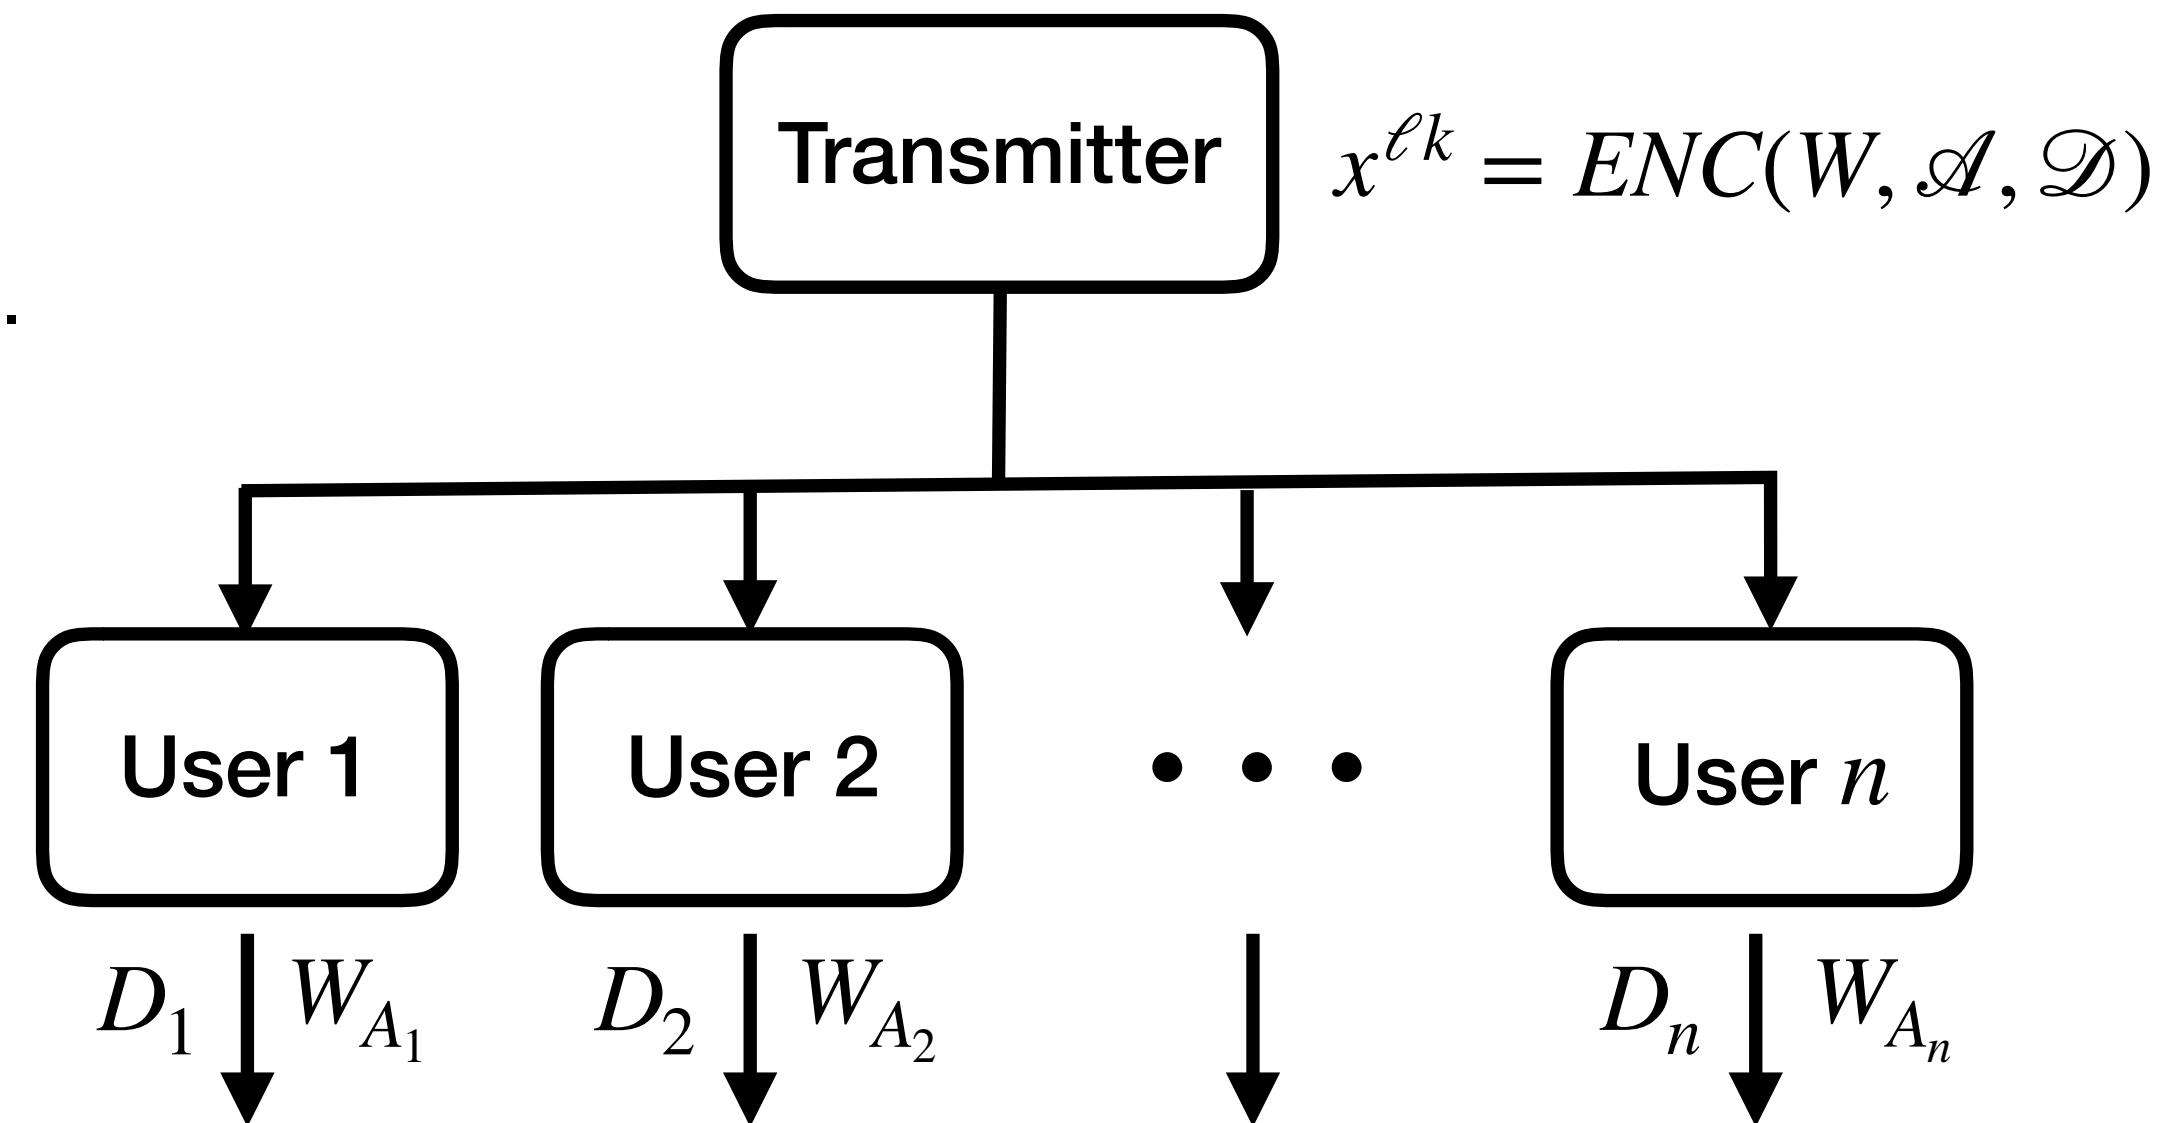 Transmitter
x^{ℓk} = ENC(W, 𝒜, 𝒟)
.
User 1
User 2
• • •
User n
D_1 W_{A_1}
D_2 W_{A_2}
D_n W_{A_n}